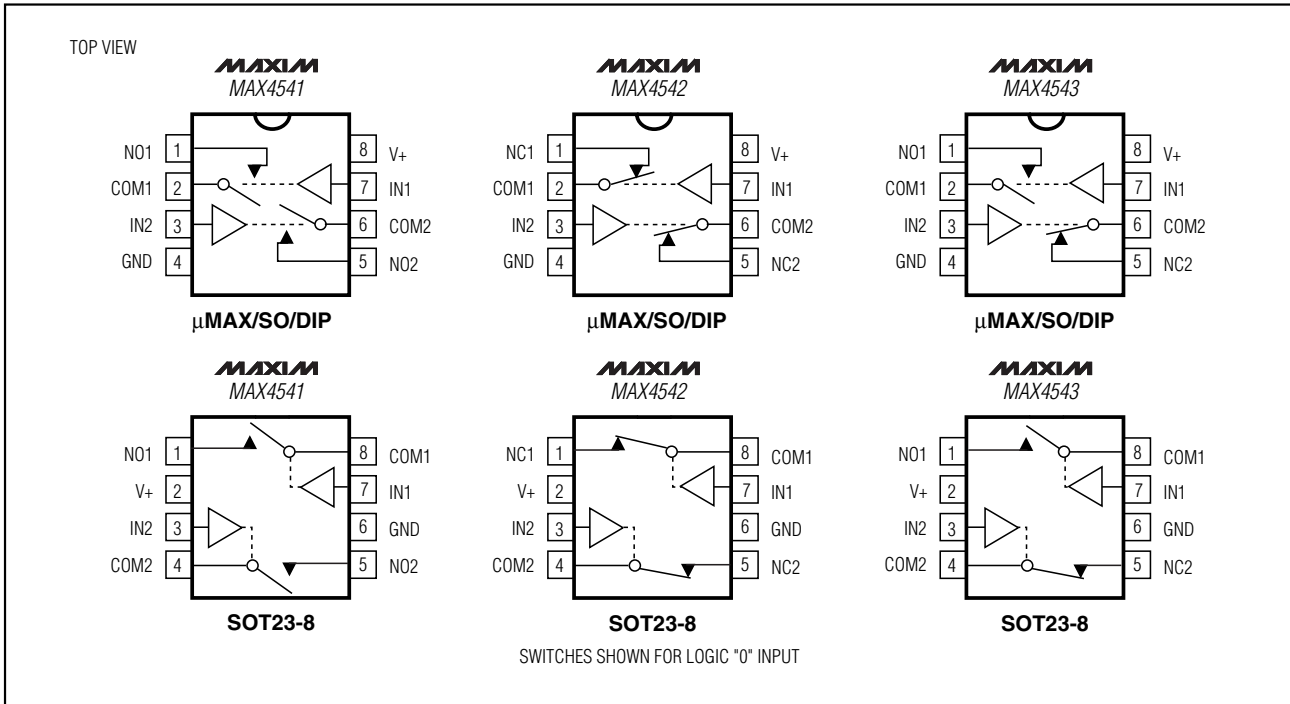 TOP VIEW
MAXIM MAXIM MAXIM
MAX4541 MAX4542 MAX4543
NO1 1 8 V+ NC1 1 8 V+ NO1 1 8 V+
COM1 2 7 IN1 COM1 2 7 IN1 COM1 2 7 IN1
IN2 3 6 COM2 IN2 3 6 COM2 IN2 3 6 COM2
GND 4 5 NO2 GND 4 5 NC2 GND 4 5 NC2
µMAX/SO/DIP µMAX/SO/DIP µMAX/SO/DIP
MAXIM MAXIM MAXIM
MAX4541 MAX4542 MAX4543
NO1 1 8 COM1 NC1 1 8 COM1 NO1 1 8 COM1
V+ 2 7 IN1 V+ 2 7 IN1 V+ 2 7 IN1
IN2 3 6 GND IN2 3 6 GND IN2 3 6 GND
COM2 4 5 NO2 COM2 4 5 NC2 COM2 4 5 NC2
SOT23-8 SOT23-8 SOT23-8
SWITCHES SHOWN FOR LOGIC "0" INPUT